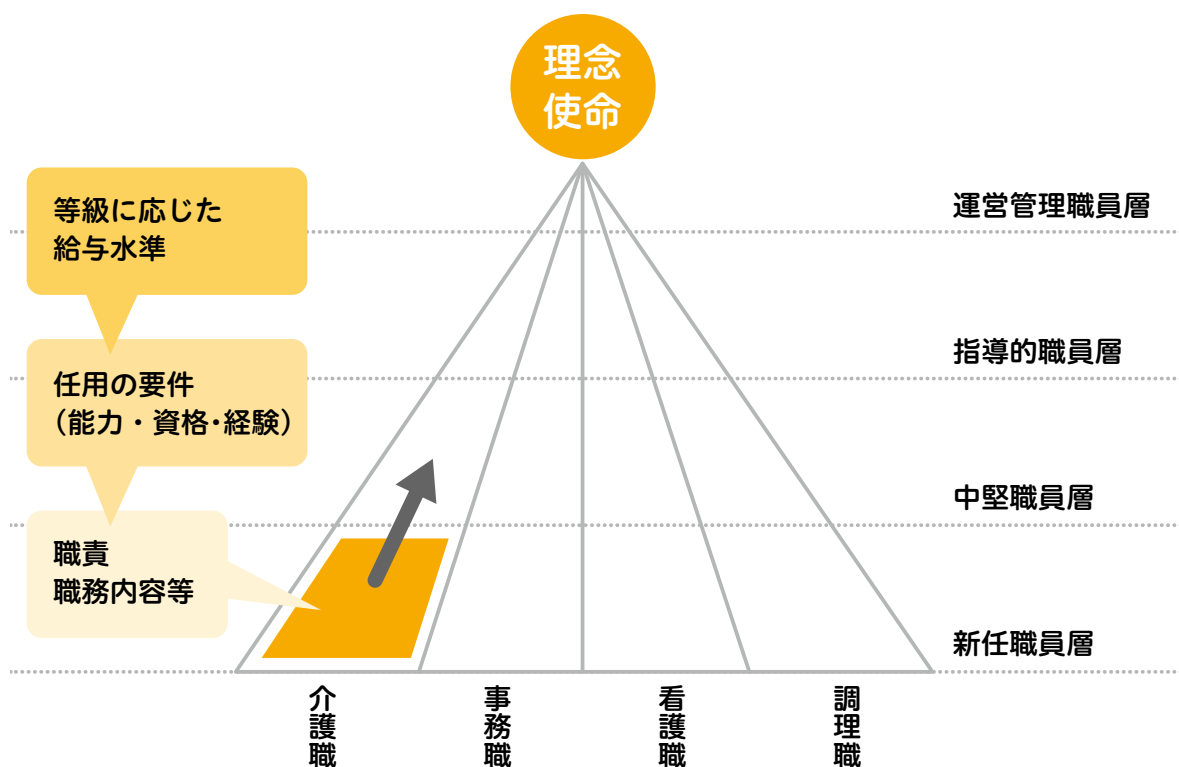 理念
使命
等級に応じた
給与水準
任用の要件
（能力・資格・経験）
職責
職務内容等
運営管理職員層
指導的職員層
中堅職員層
新任職員層
介護職
事務職
看護職
調理職